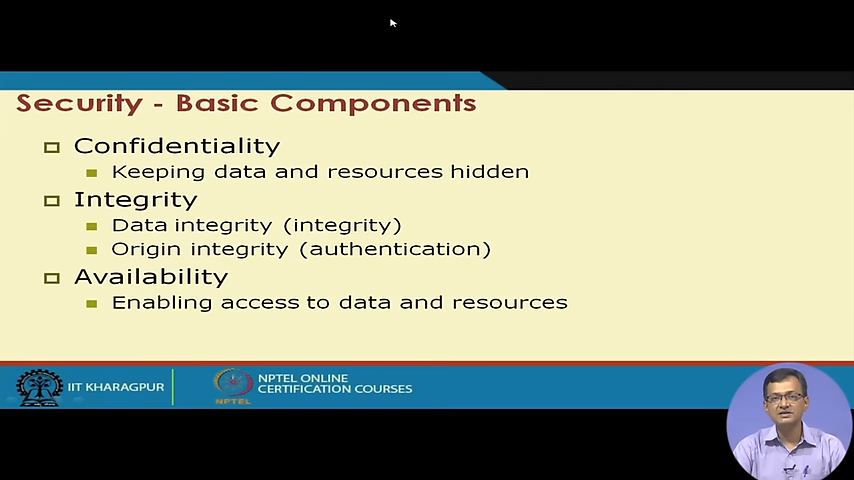 Security - Basic Components
Confidentiality
Keeping data and resources hidden
Integrity
Data integrity (integrity)
Origin integrity (authentication)
Availability
Enabling access to data and resources
IIT KHARAGPUR
NPTEL ONLINE
CERTIFICATION COURSES
NPTEL